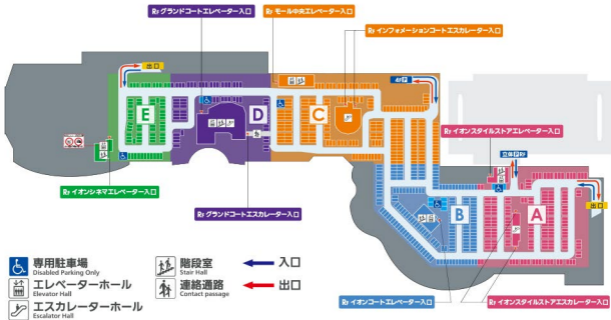 R3 グランドコートエレベーター入口
R3 モール中央エレベーター入口
R3 インフォメーションコートエスカレーター入口
出口
E
D
C
R3 イオンスタイルストアエレベーター入口
出口
B
A
R3 イオンシネマエレベーター入口
R3 グランドコートエスカレーター入口
R3 イオンコートエレベーター入口
R3 イオンスタイルストアエスカレーター入口
専用駐車場
Disabled Parking Only
エレベーターホール
Elevator Hall
エスカレーターホール
Escalator Hall
階段室
Stair Hall
連絡通路
Contact passage
入口
出口